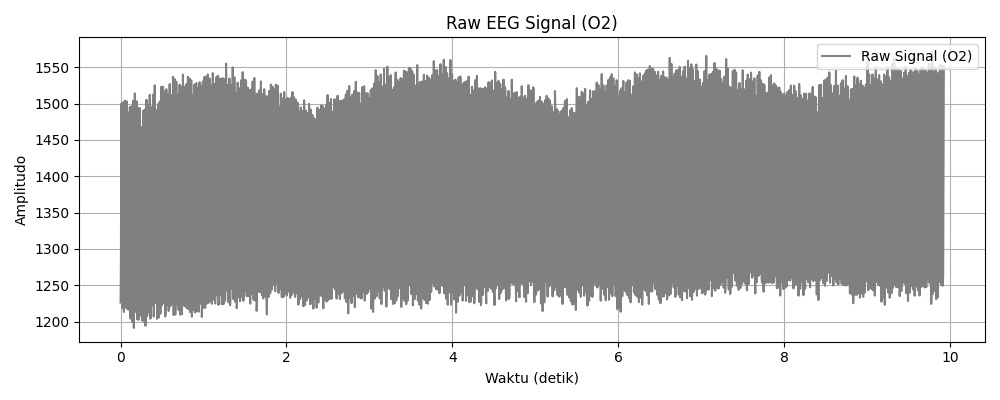 Raw EEG Signal (O2)
Raw Signal (O2)
Amplitudo
1550
1500
1450
1400
1350
1300
1250
1200
0 2 4 6 8 10
Waktu (detik)